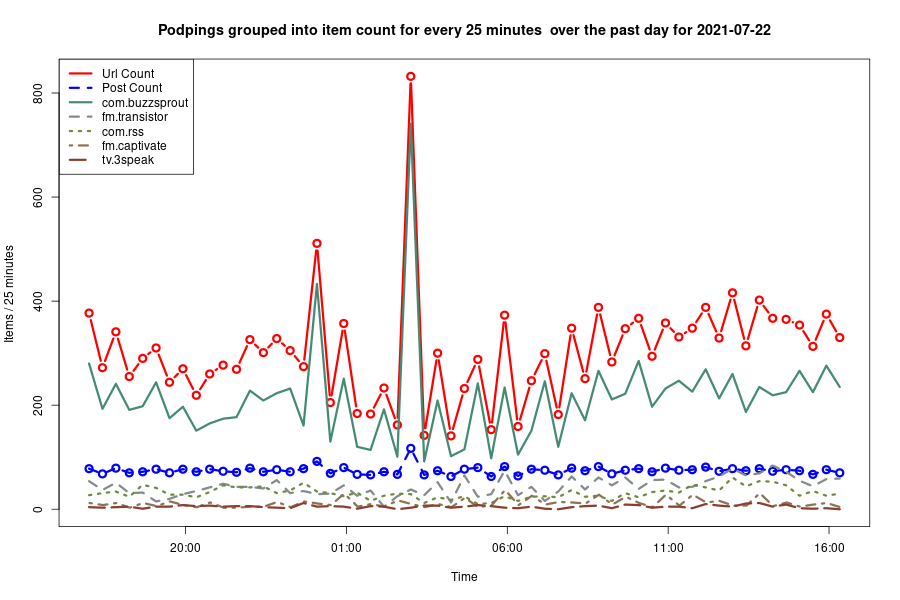 Podpings grouped into item count for every 25 minutes  over the past day for 2021-07-22
Url Count
Post Count
com.buzzsprout
fm.transistor
com.rss
fm.captivate
tv.3speak
800
600
400
200
0
Items / 25 minutes
20:00 01:00 06:00 11:00 16:00
Time